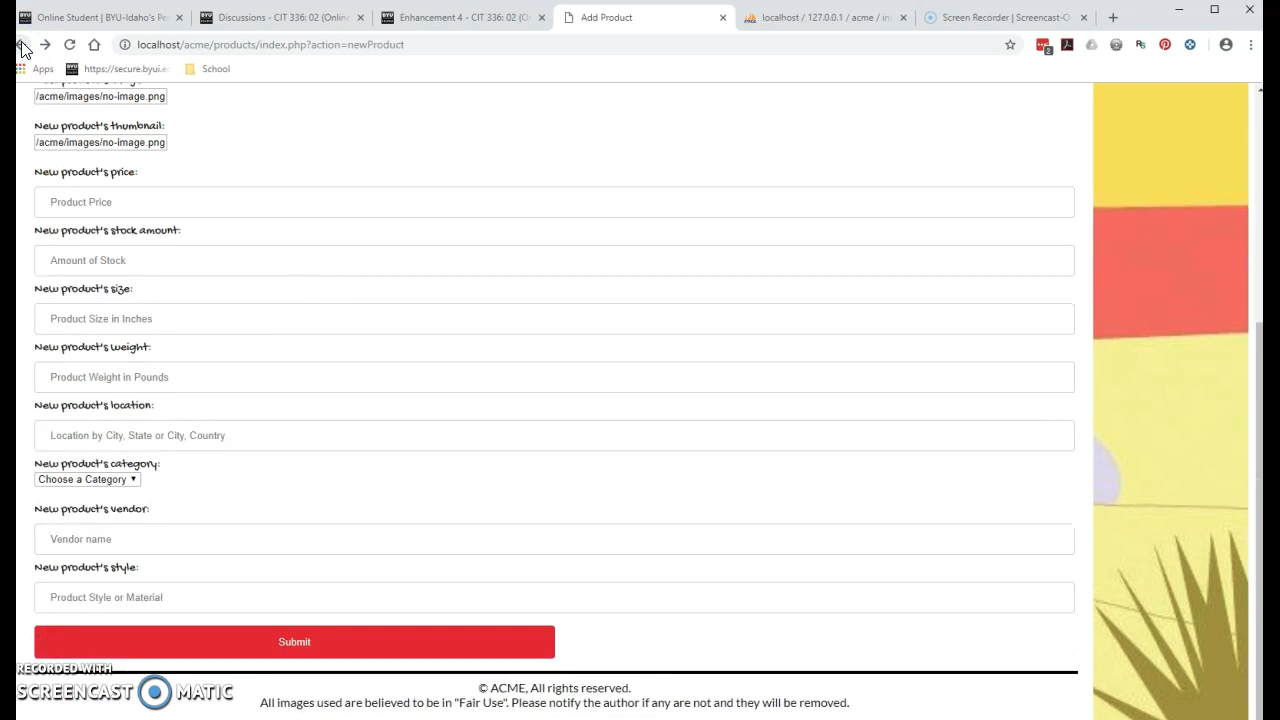 Online Student | BYU-Idaho's Pe
Discussions - CIT 336: 02 (Online
Enhancement 4 - CIT 336: 02 (O
Add Product
localhost / 127.0.0.1 / acme / in
Screen Recorder | Screencast-O
localhost/acme/products/index.php?action=newProduct
Apps
https://secure.byui.ec
School
/acme/images/no-image.png
New product's thumbnail:
/acme/images/no-image.png
New product's price:
Product Price
New product's stock amount:
Amount of Stock
New product's size:
Product Size in Inches
New product's weight:
Product Weight in Pounds
New product's location:
Location by City, State or City, Country
New product's category:
Choose a Category
New product's vendor:
Vendor name
New product's style:
Product Style or Material
Submit
RECORDED WITH
SCREENCAST MATIC
© ACME, All rights reserved.
All images used are believed to be in "Fair Use". Please notify the author if any are not and they will be removed.